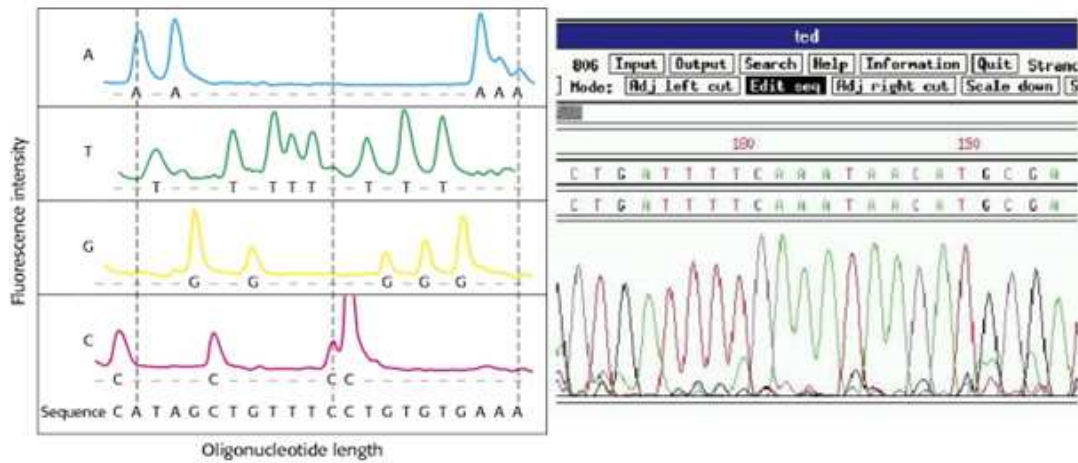 Fluorescence intensity
A
A A A A A
T
T T T T T T T T
G
G G G G G
C
C C C C
Sequence C A T A G C T G T T T C C T G T G T G A A A
Oligonucleotide length
ted
806 Input Output Search Help Information Quit
Mode: Adj left cut Edit seq Adj right cut Scale down
180 190
C T G A T T T T C A A A T A A C A T G C G A
C T G A T T T T C A A A T A A C A T G C G A